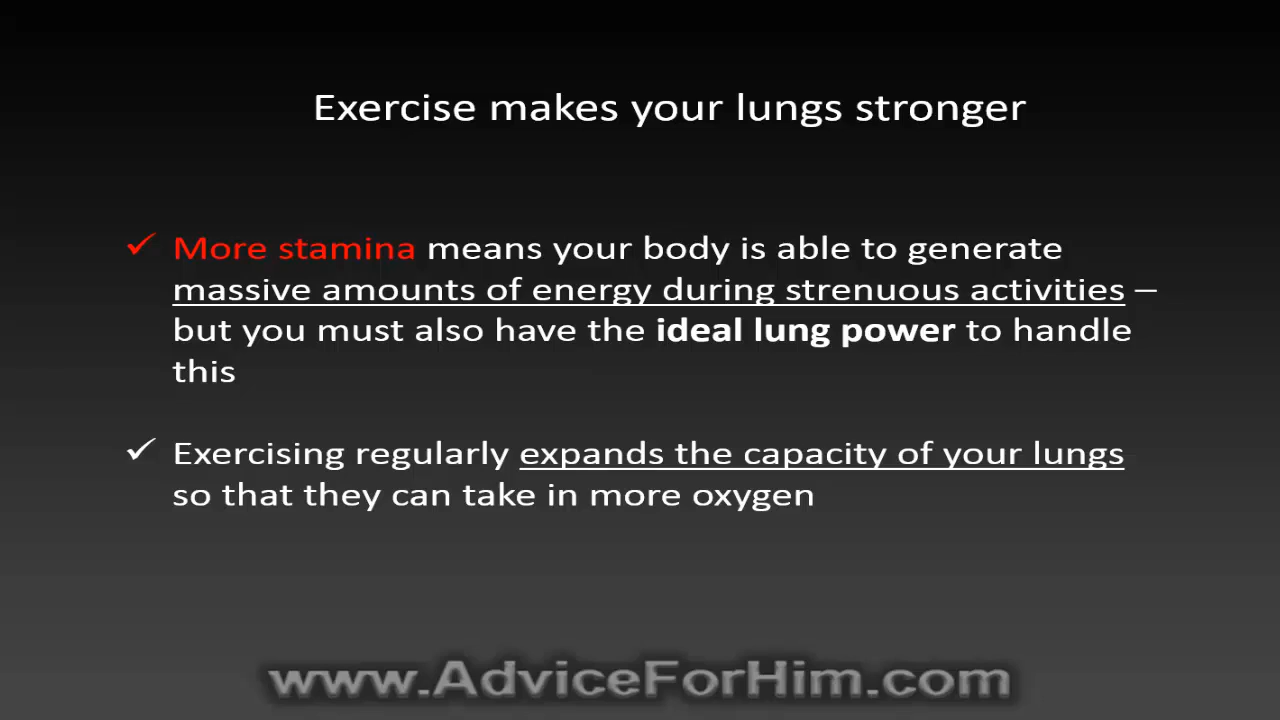 Exercise makes your lungs stronger
✓ More stamina means your body is able to generate
massive amounts of energy during strenuous activities –
but you must also have the ideal lung power to handle
this
✓ Exercising regularly expands the capacity of your lungs
so that they can take in more oxygen
www.AdviceForHim.com